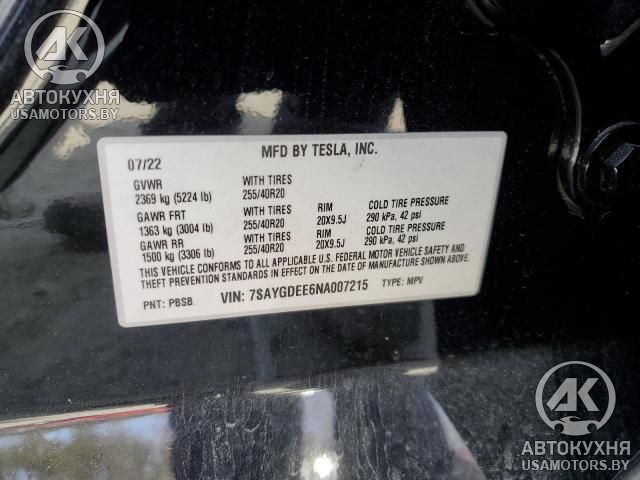 АВТОКУХНЯ
USAMOTORS.BY
07/22
MFD BY TESLA, INC.
GVWR WITH TIRES
2369 kg (5224 lb) 255/40R20
GAWR FRT WITH TIRES RIM COLD TIRE PRESSURE
1363 kg (3004 lb) 255/40R20 20X9.5J 290 kPa, 42 psi
GAWR RR WITH TIRES RIM COLD TIRE PRESSURE
1500 kg (3306 lb) 255/40R20 20X9.5J 290 kPa, 42 psi
THIS VEHICLE CONFORMS TO ALL APPLICABLE U.S. FEDERAL MOTOR VEHICLE SAFETY AND
THEFT PREVENTION STANDARDS IN EFFECT ON THE DATE OF MANUFACTURE SHOWN ABOVE.
PNT: PBSB VIN: 7SAYGDEE6NA007215 TYPE: MPV
АК
АВТОКУХНЯ
USAMOTORS.BY